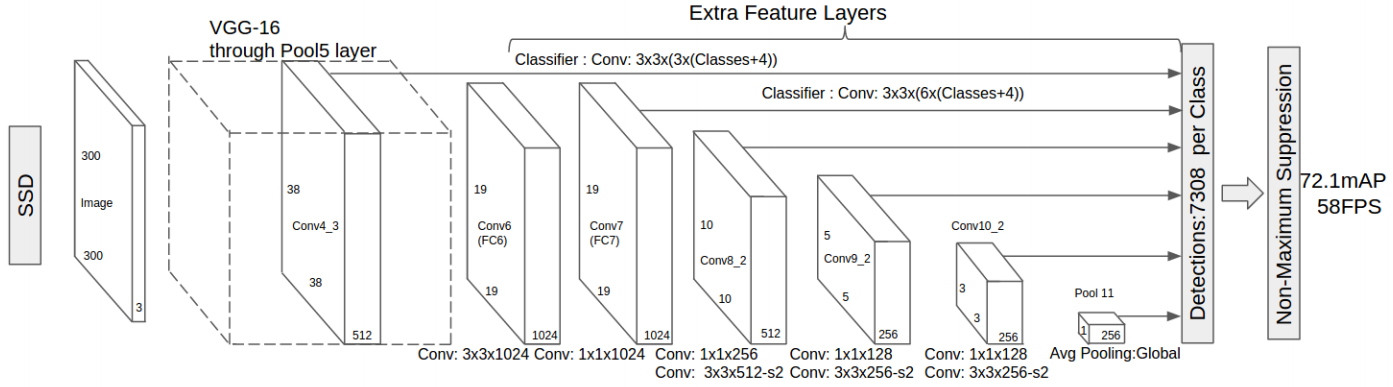 Extra Feature Layers
VGG-16
through Pool5 layer
Classifier : Conv: 3x3x(3x(Classes+4))
Classifier : Conv: 3x3x(6x(Classes+4))
SSD
300
Image
300
3
38
Conv4_3
38
512
19
Conv6
(FC6)
19
1024
19
Conv7
(FC7)
19
1024
10
Conv8_2
10
512
5
Conv9_2
5
256
Conv10_2
3
3
256
Pool 11
1
256
Detections:7308 per Class
Non-Maximum Suppression
72.1mAP
58FPS
Conv: 3x3x1024
Conv: 1x1x1024
Conv: 1x1x256
Conv: 3x3x512-s2
Conv: 1x1x128
Conv: 3x3x256-s2
Conv: 1x1x128
Conv: 3x3x256-s2
Avg Pooling:Global